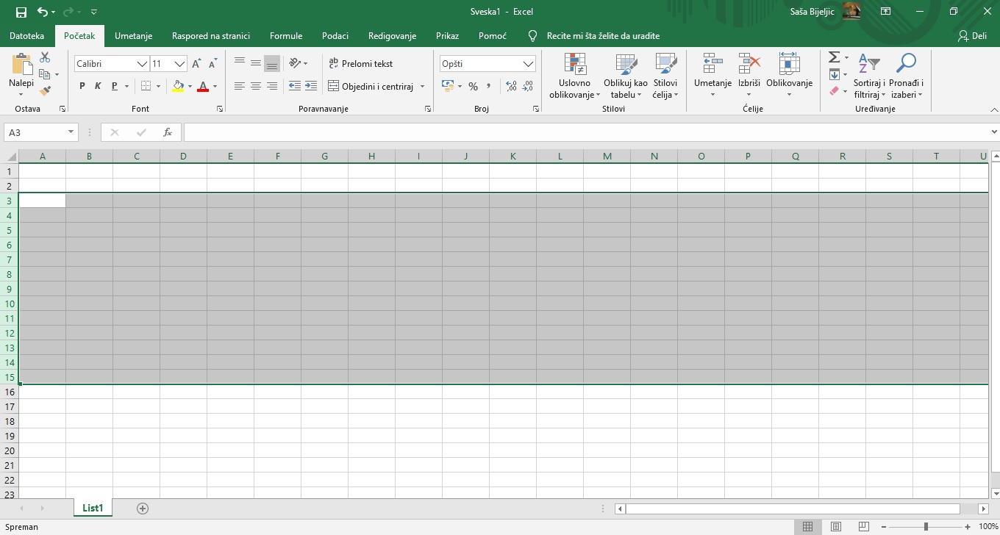 Sveska1 - Excel
Saša Bijeljic
Datoteka Početak Umetanje Raspored na stranici Formule Podaci Redigovanje Prikaz Pomoć Recite mi šta želite da uradite Deli
Nalepi
Ostava
Calibri 11
P K P
Font
Prelomi tekst
Objedini i centriraj
Poravnavanje
Opšti
%
Broj
Uslovno oblikovanje
Oblikuj kao tabelu
Stilovi ćelija
Stilovi
Umetanje
Izbriši
Oblikovanje
Ćelije
Sortiraj i filtriraj
Pronađi i izaberi
Uređivanje
A3
fx
A B C D E F G H I J K L M N O P Q R S T U
1
2
3
4
5
6
7
8
9
10
11
12
13
14
15
16
17
18
19
20
21
22
23
List1
Spreman
100%